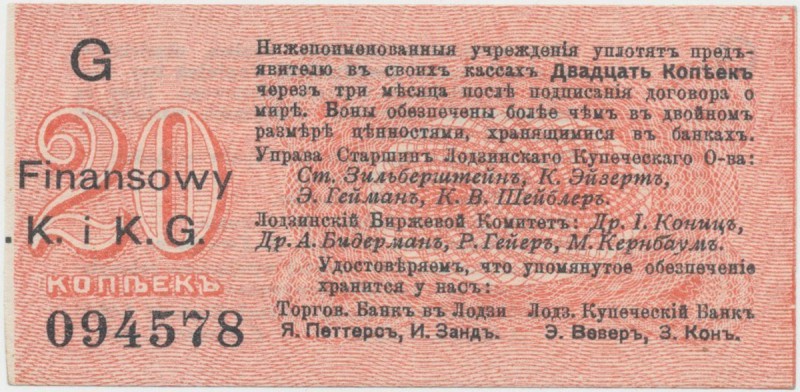 G
20
Finansowy
. K. i K. G.
КОПѢЕКЪ
094578
Нижепоименованныя учрежденія уплотятъ предъ-
явителю въ своихъ кассахъ Двадцать Копѣекъ
черезъ три мѣсяца послѣ подписанія договора о
мирѣ. Боны обезпечены болѣе чѣмъ въ двойномъ
размѣрѣ цѣнностями, хранящимися въ банкахъ.
Управа Старшинъ Лодзинскаго Купеческаго О-ва:
Ст. Зильберштейнъ, К. Эйзертъ,
Э. Гейманъ, К. В. Шейблеръ.
Лодзинскій Биржевой Комитетъ: Др. І. Коницъ,
Др. А. Бидерманъ, Р. Гейеръ, М. Кернбаумъ.
Удостовѣряемъ, что упомянутое обезпеченіе
хранится у насъ:
Торгов. Банкъ въ Лодзи Лодз. Купеческій Банкъ
Я. Петтерсъ, И. Зандъ. Э. Веверъ, З. Конъ.